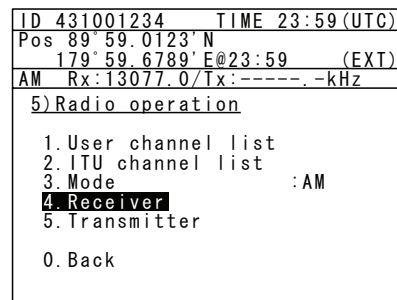 ID 431001234 TIME 23:59(UTC)
Pos 89°59.0123'N
179°59.6789'E@23:59 (EXT)
AM Rx:13077.0/Tx:-----.-kHz
5)Radio operation
1.User channel list
2.ITU channel list
3.Mode :AM
4.Receiver
5.Transmitter
0.Back